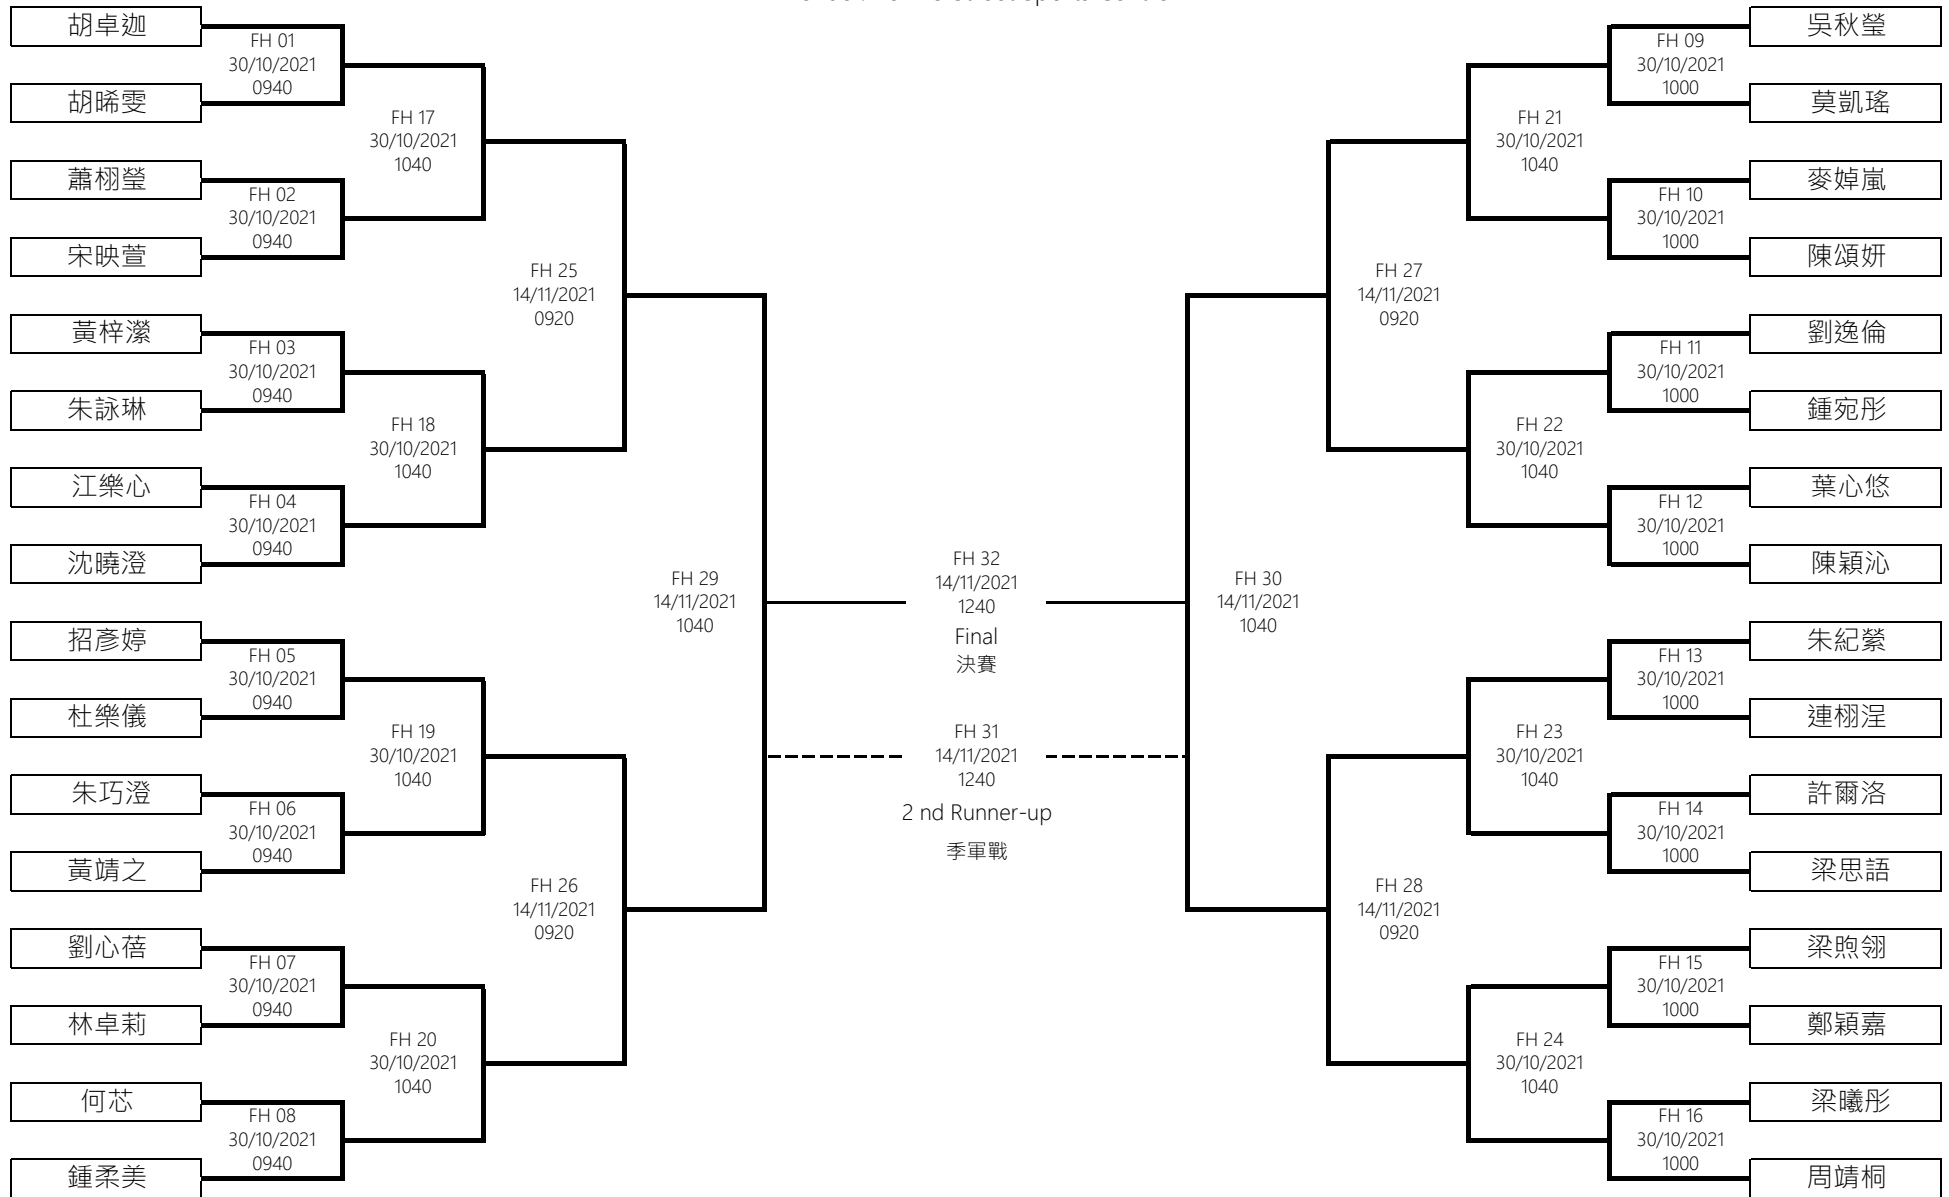 Street Sports Centre
胡卓迦
FH 01
30/10/2021
0940
胡晞雯
FH 17
30/10/2021
1040
蕭栩瑩
FH 02
30/10/2021
0940
宋映萱
FH 25
14/11/2021
0920
黃梓瀠
FH 03
30/10/2021
0940
朱詠琳
FH 18
30/10/2021
1040
江樂心
FH 04
30/10/2021
0940
沈曉澄
FH 29
14/11/2021
1040
招彥婷
FH 05
30/10/2021
0940
杜樂儀
FH 19
30/10/2021
1040
朱巧澄
FH 06
30/10/2021
0940
黃靖之
FH 26
14/11/2021
0920
劉心蓓
FH 07
30/10/2021
0940
林卓莉
FH 20
30/10/2021
1040
何芯
FH 08
30/10/2021
0940
鍾柔美
FH 32
14/11/2021
1240
Final
決賽
FH 31
14/11/2021
1240
2 nd Runner-up
季軍戰
吳秋瑩
FH 09
30/10/2021
1000
莫凱瑤
FH 21
30/10/2021
1040
麥婥嵐
FH 10
30/10/2021
1000
陳頌妍
FH 27
14/11/2021
0920
劉逸倫
FH 11
30/10/2021
1000
鍾宛彤
FH 22
30/10/2021
1040
葉心悠
FH 12
30/10/2021
1000
陳穎沁
FH 30
14/11/2021
1040
朱紀縈
FH 13
30/10/2021
1000
連栩浧
FH 23
30/10/2021
1040
許爾洛
FH 14
30/10/2021
1000
梁思語
FH 28
14/11/2021
0920
梁煦翎
FH 15
30/10/2021
1000
鄭穎嘉
FH 24
30/10/2021
1040
梁曦彤
FH 16
30/10/2021
1000
周靖桐